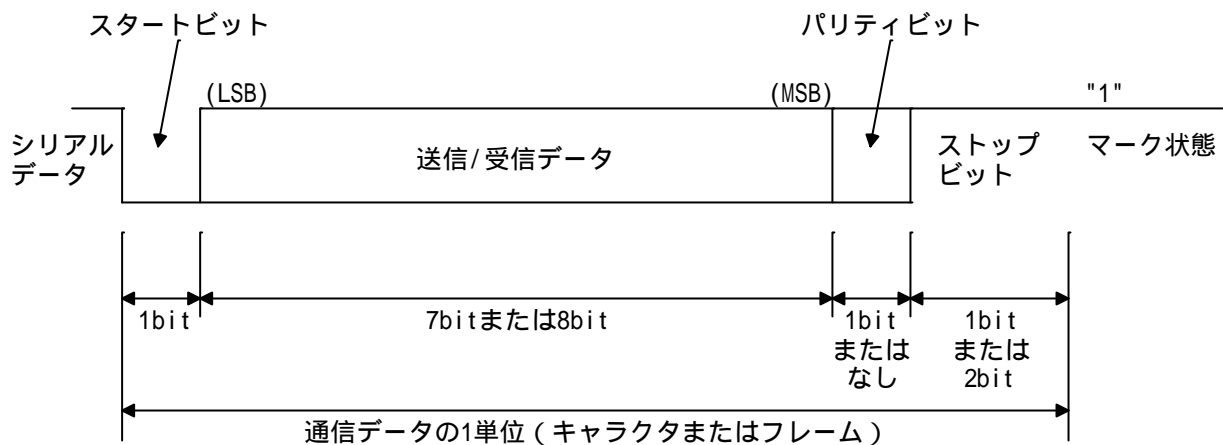 スタートビット
パリティビット
(LSB)
(MSB)
"1"
シリアル
データ
送信/受信データ
ストップ
ビット
マーク状態
1bit
7bitまたは8bit
1bit
または
なし
1bit
または
2bit
通信データの1単位(キャラクタまたはフレーム)